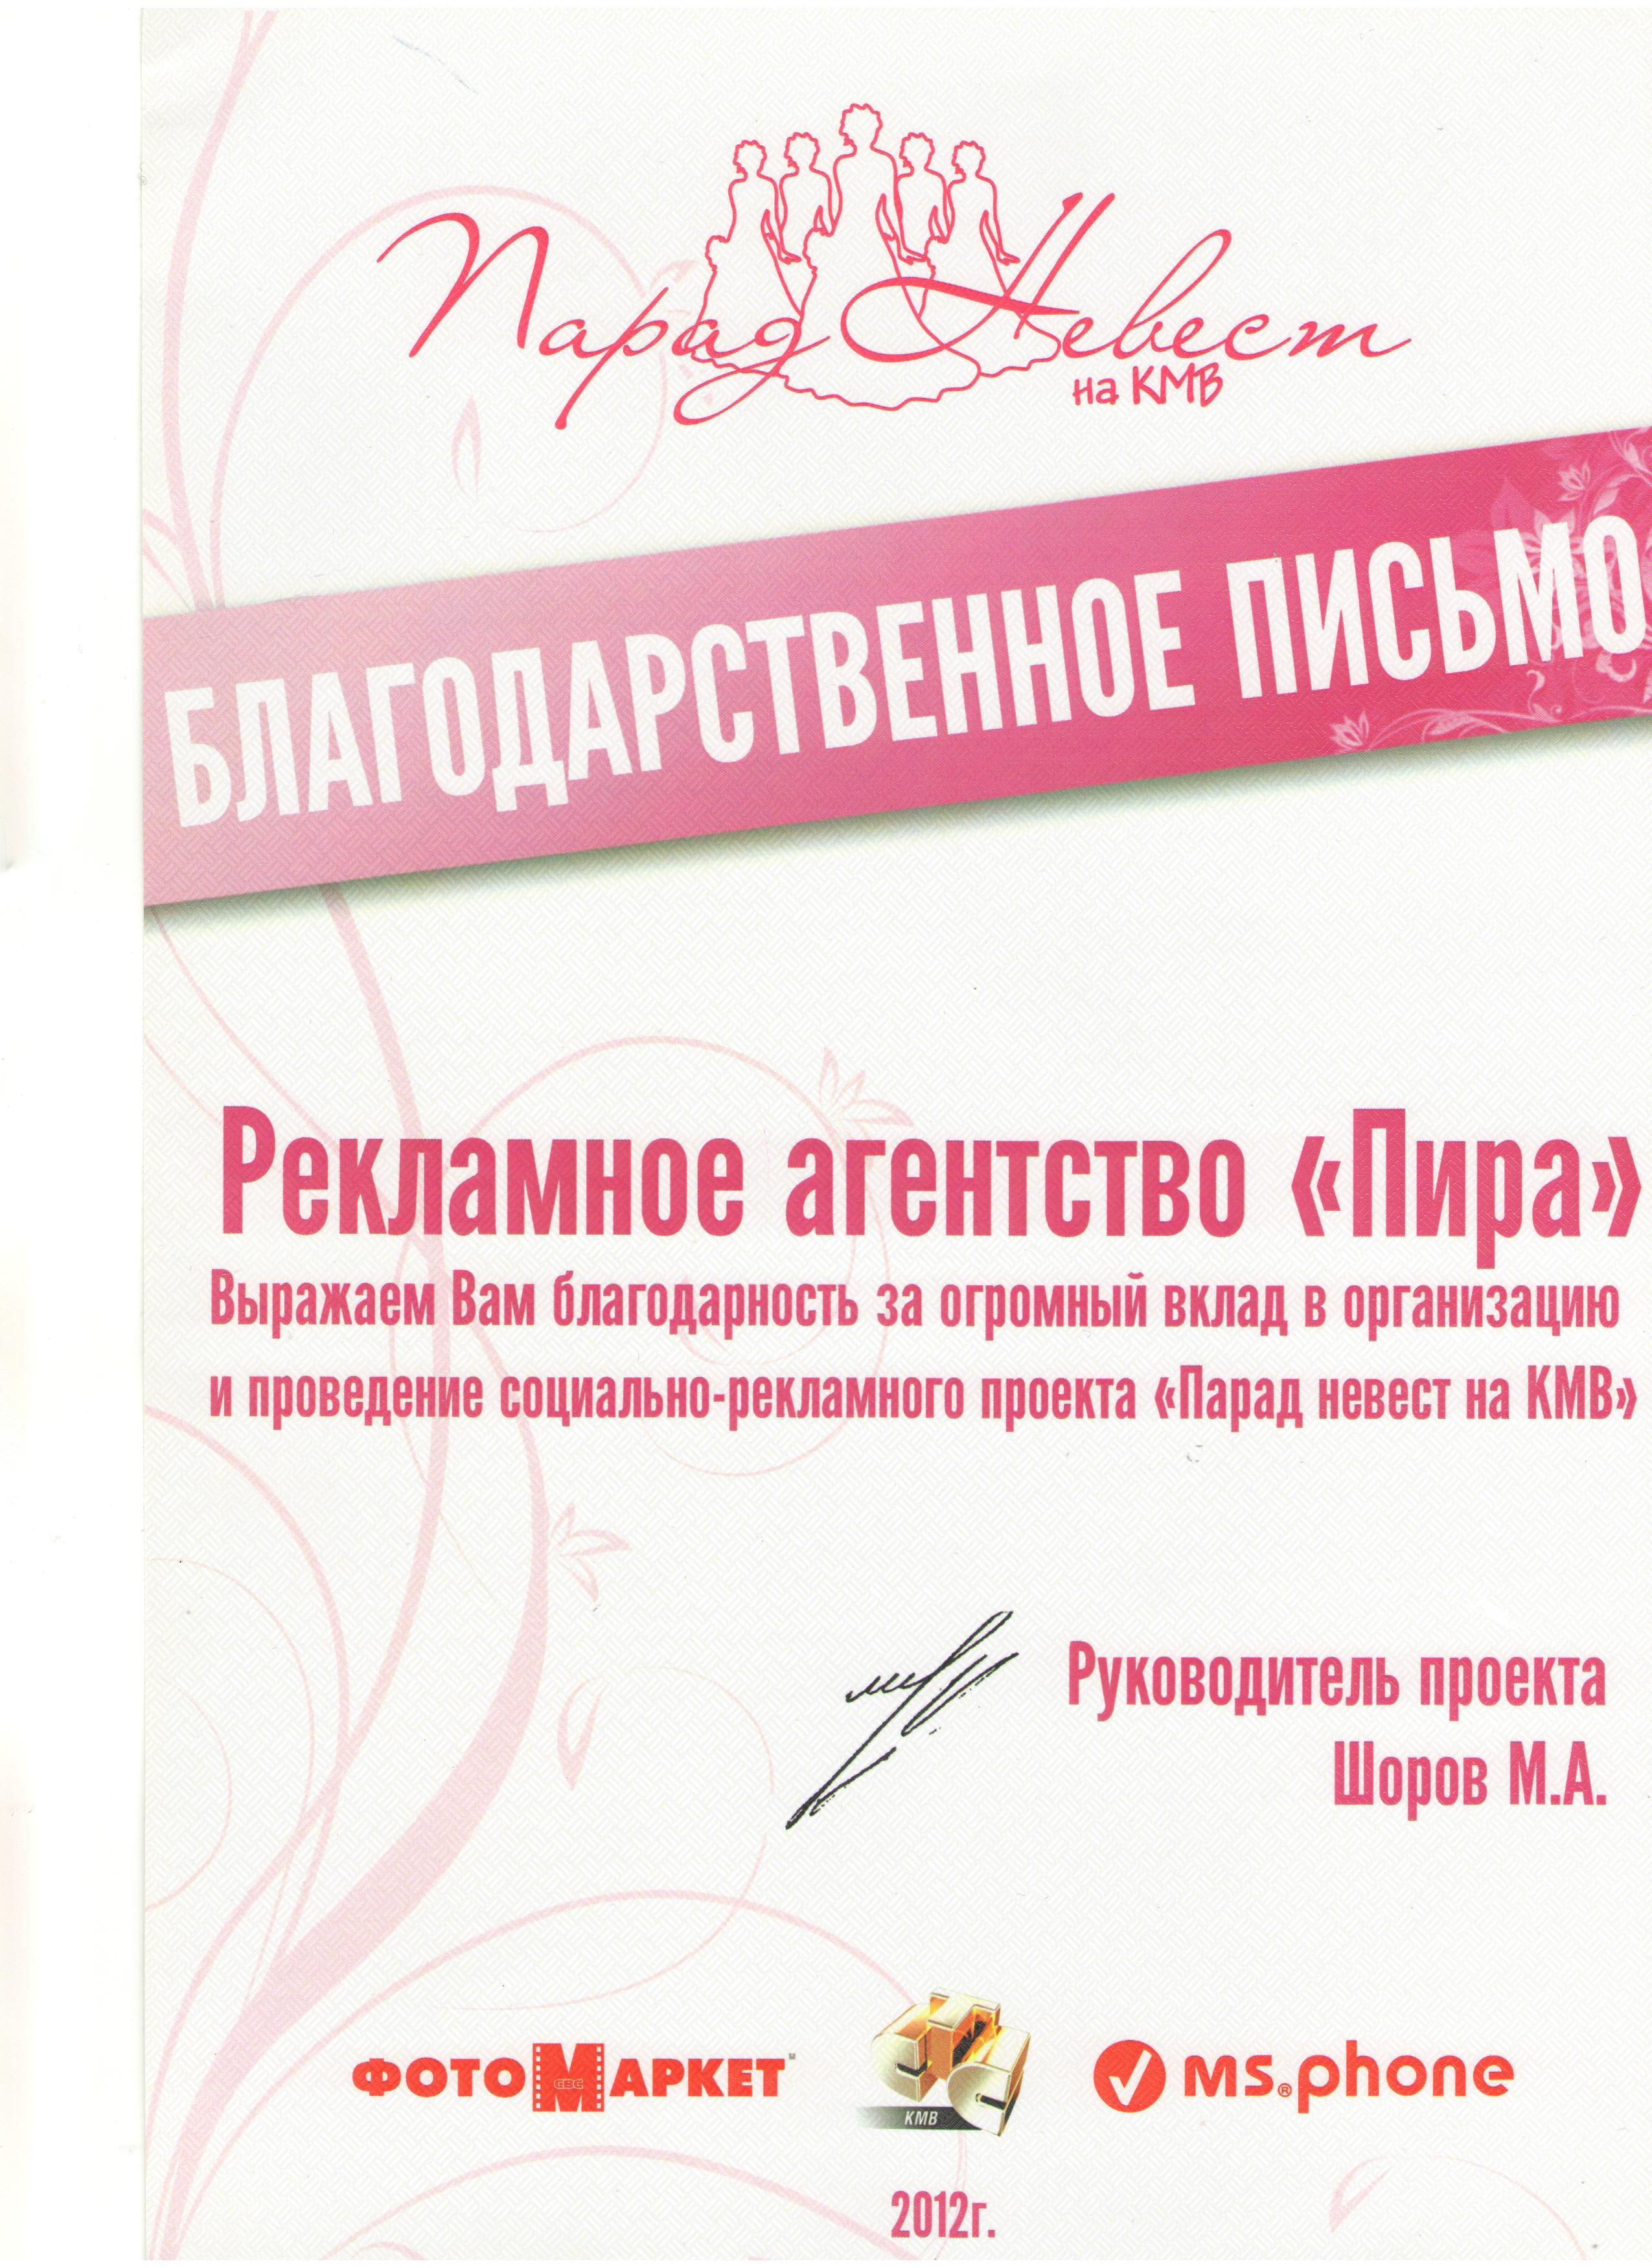 Парад Невест
на КМВ
БЛАГОДАРСТВЕННОЕ ПИСЬМО
Рекламное агентство «Пира»
Выражаем Вам благодарность за огромный вклад в организацию
и проведение социально-рекламного проекта «Парад невест на КМВ»
Руководитель проекта
Шоров М.А.
ФОТОМАРКЕТ
СТС
КМВ
MS®phone
2012г.